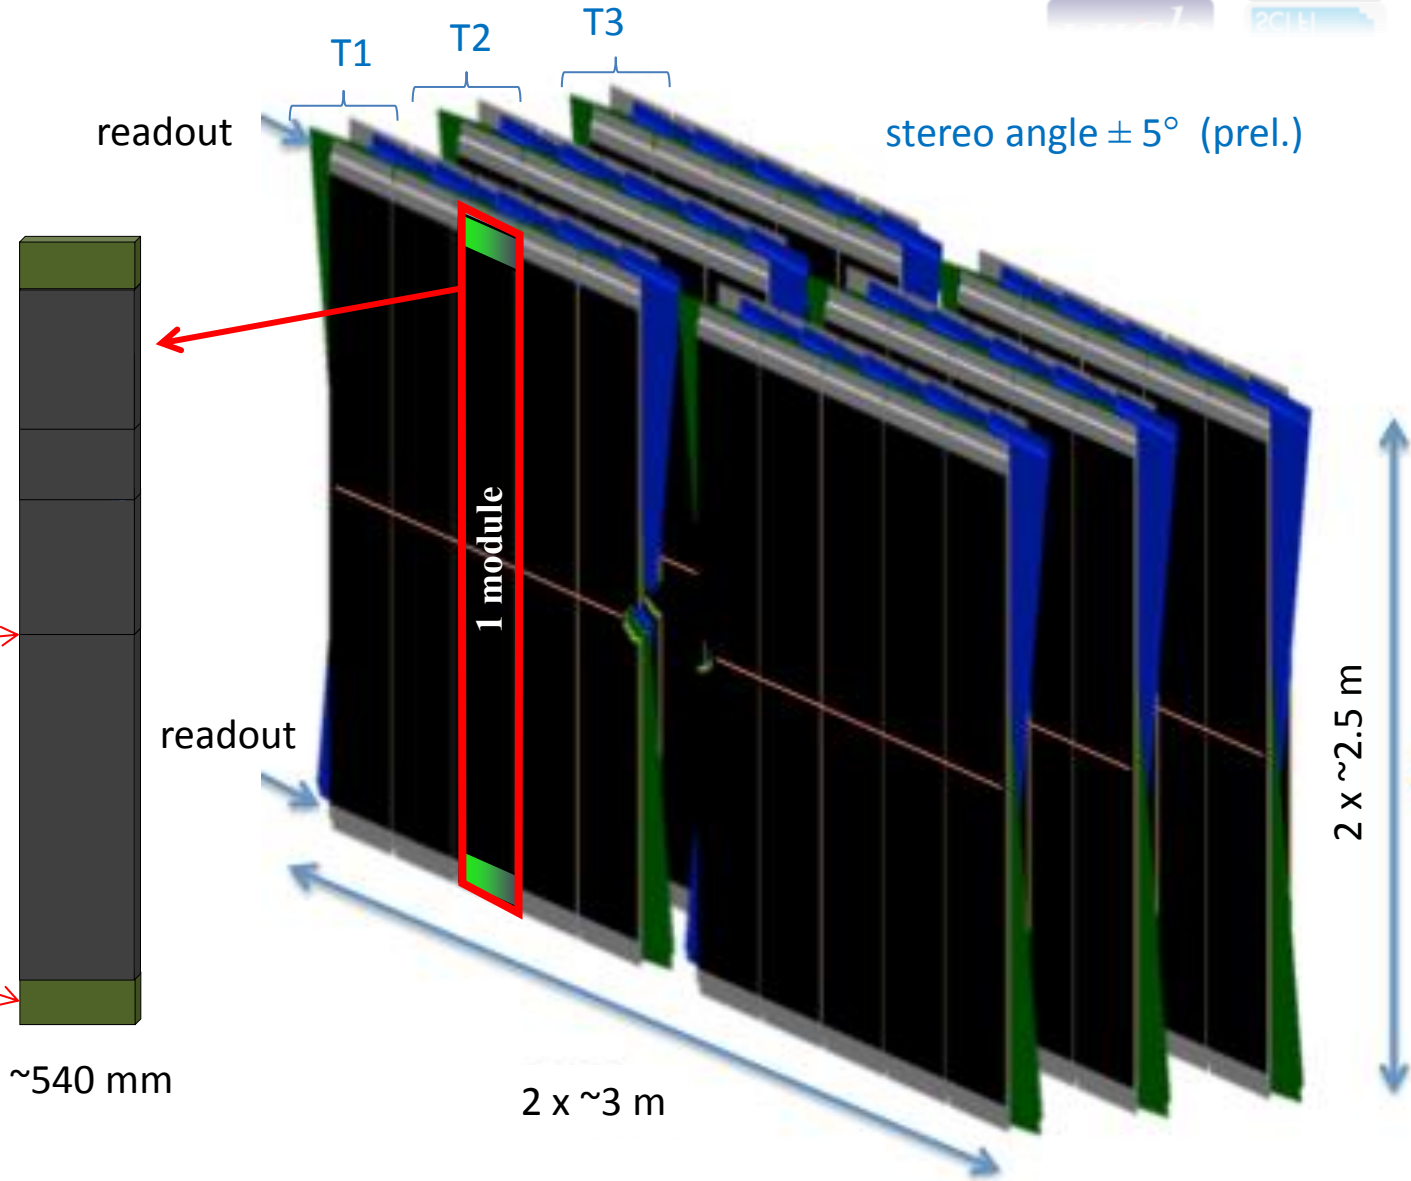 T1
T2
T3
readout
stereo angle ± 5° (prel.)
1 module
readout
2 x ~2.5 m
~540 mm
2 x ~3 m